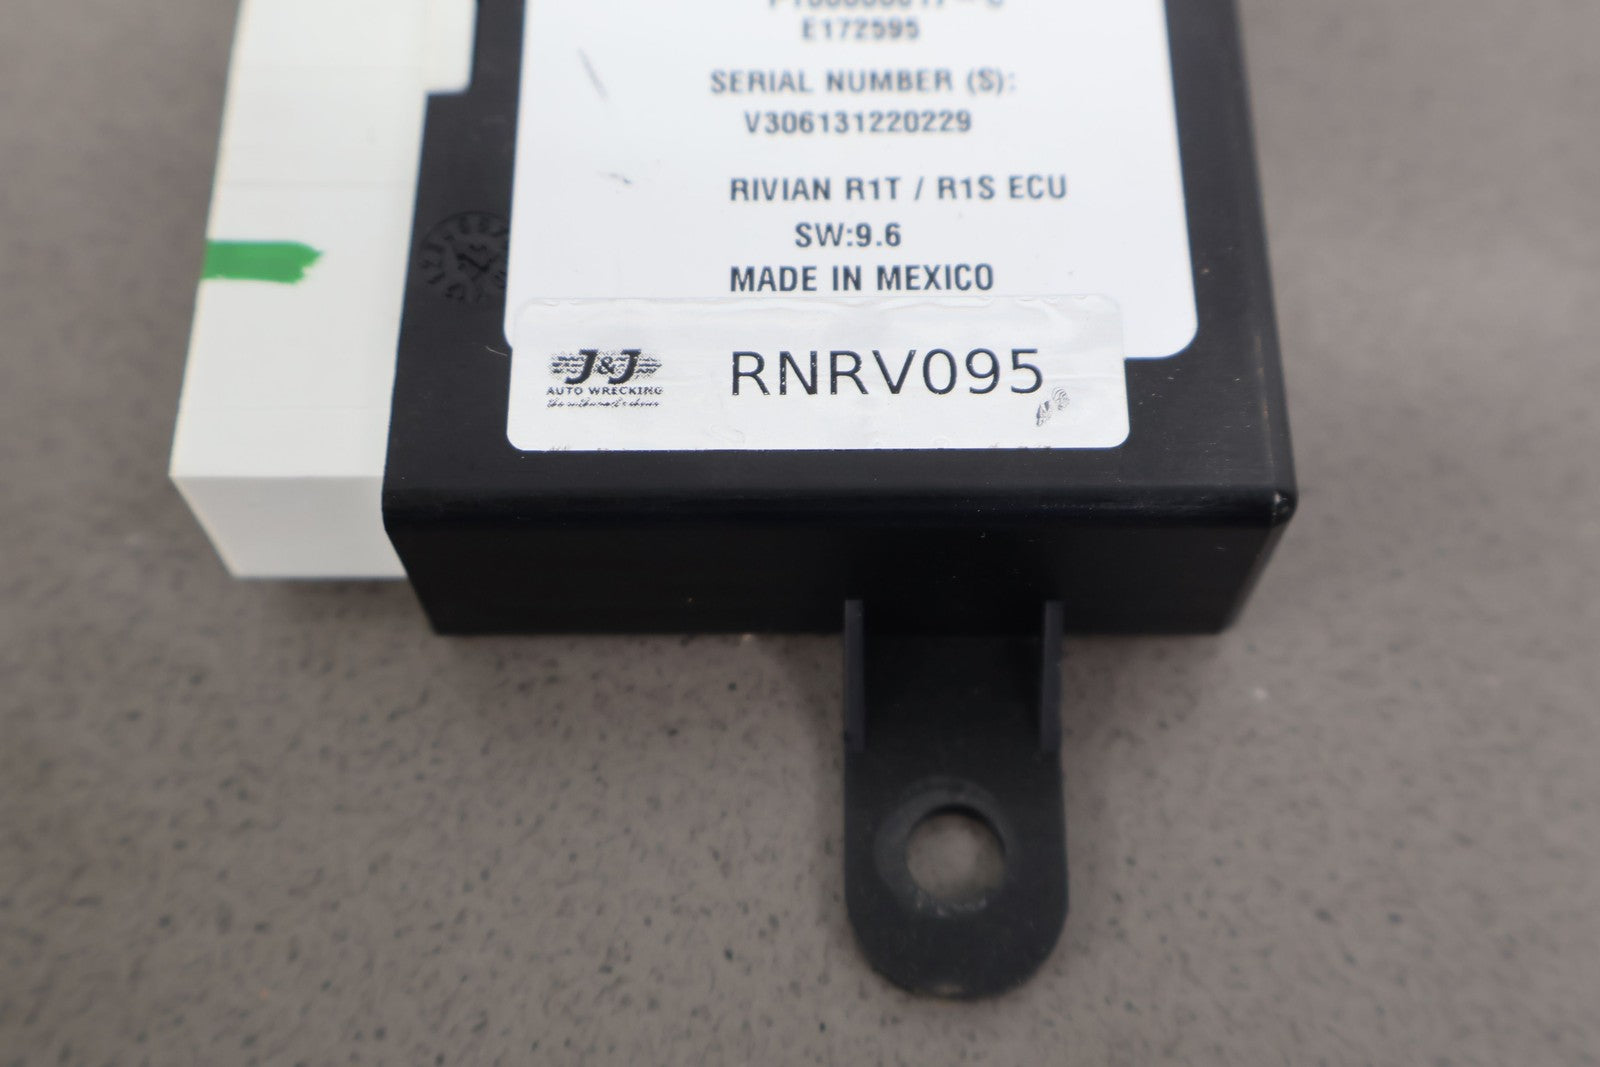 E172595
SERIAL NUMBER (S):
V306131220229
RIVIAN R1T / R1S ECU
SW:9.6
MADE IN MEXICO
J&J
AUTO WRECKING
RNRV095